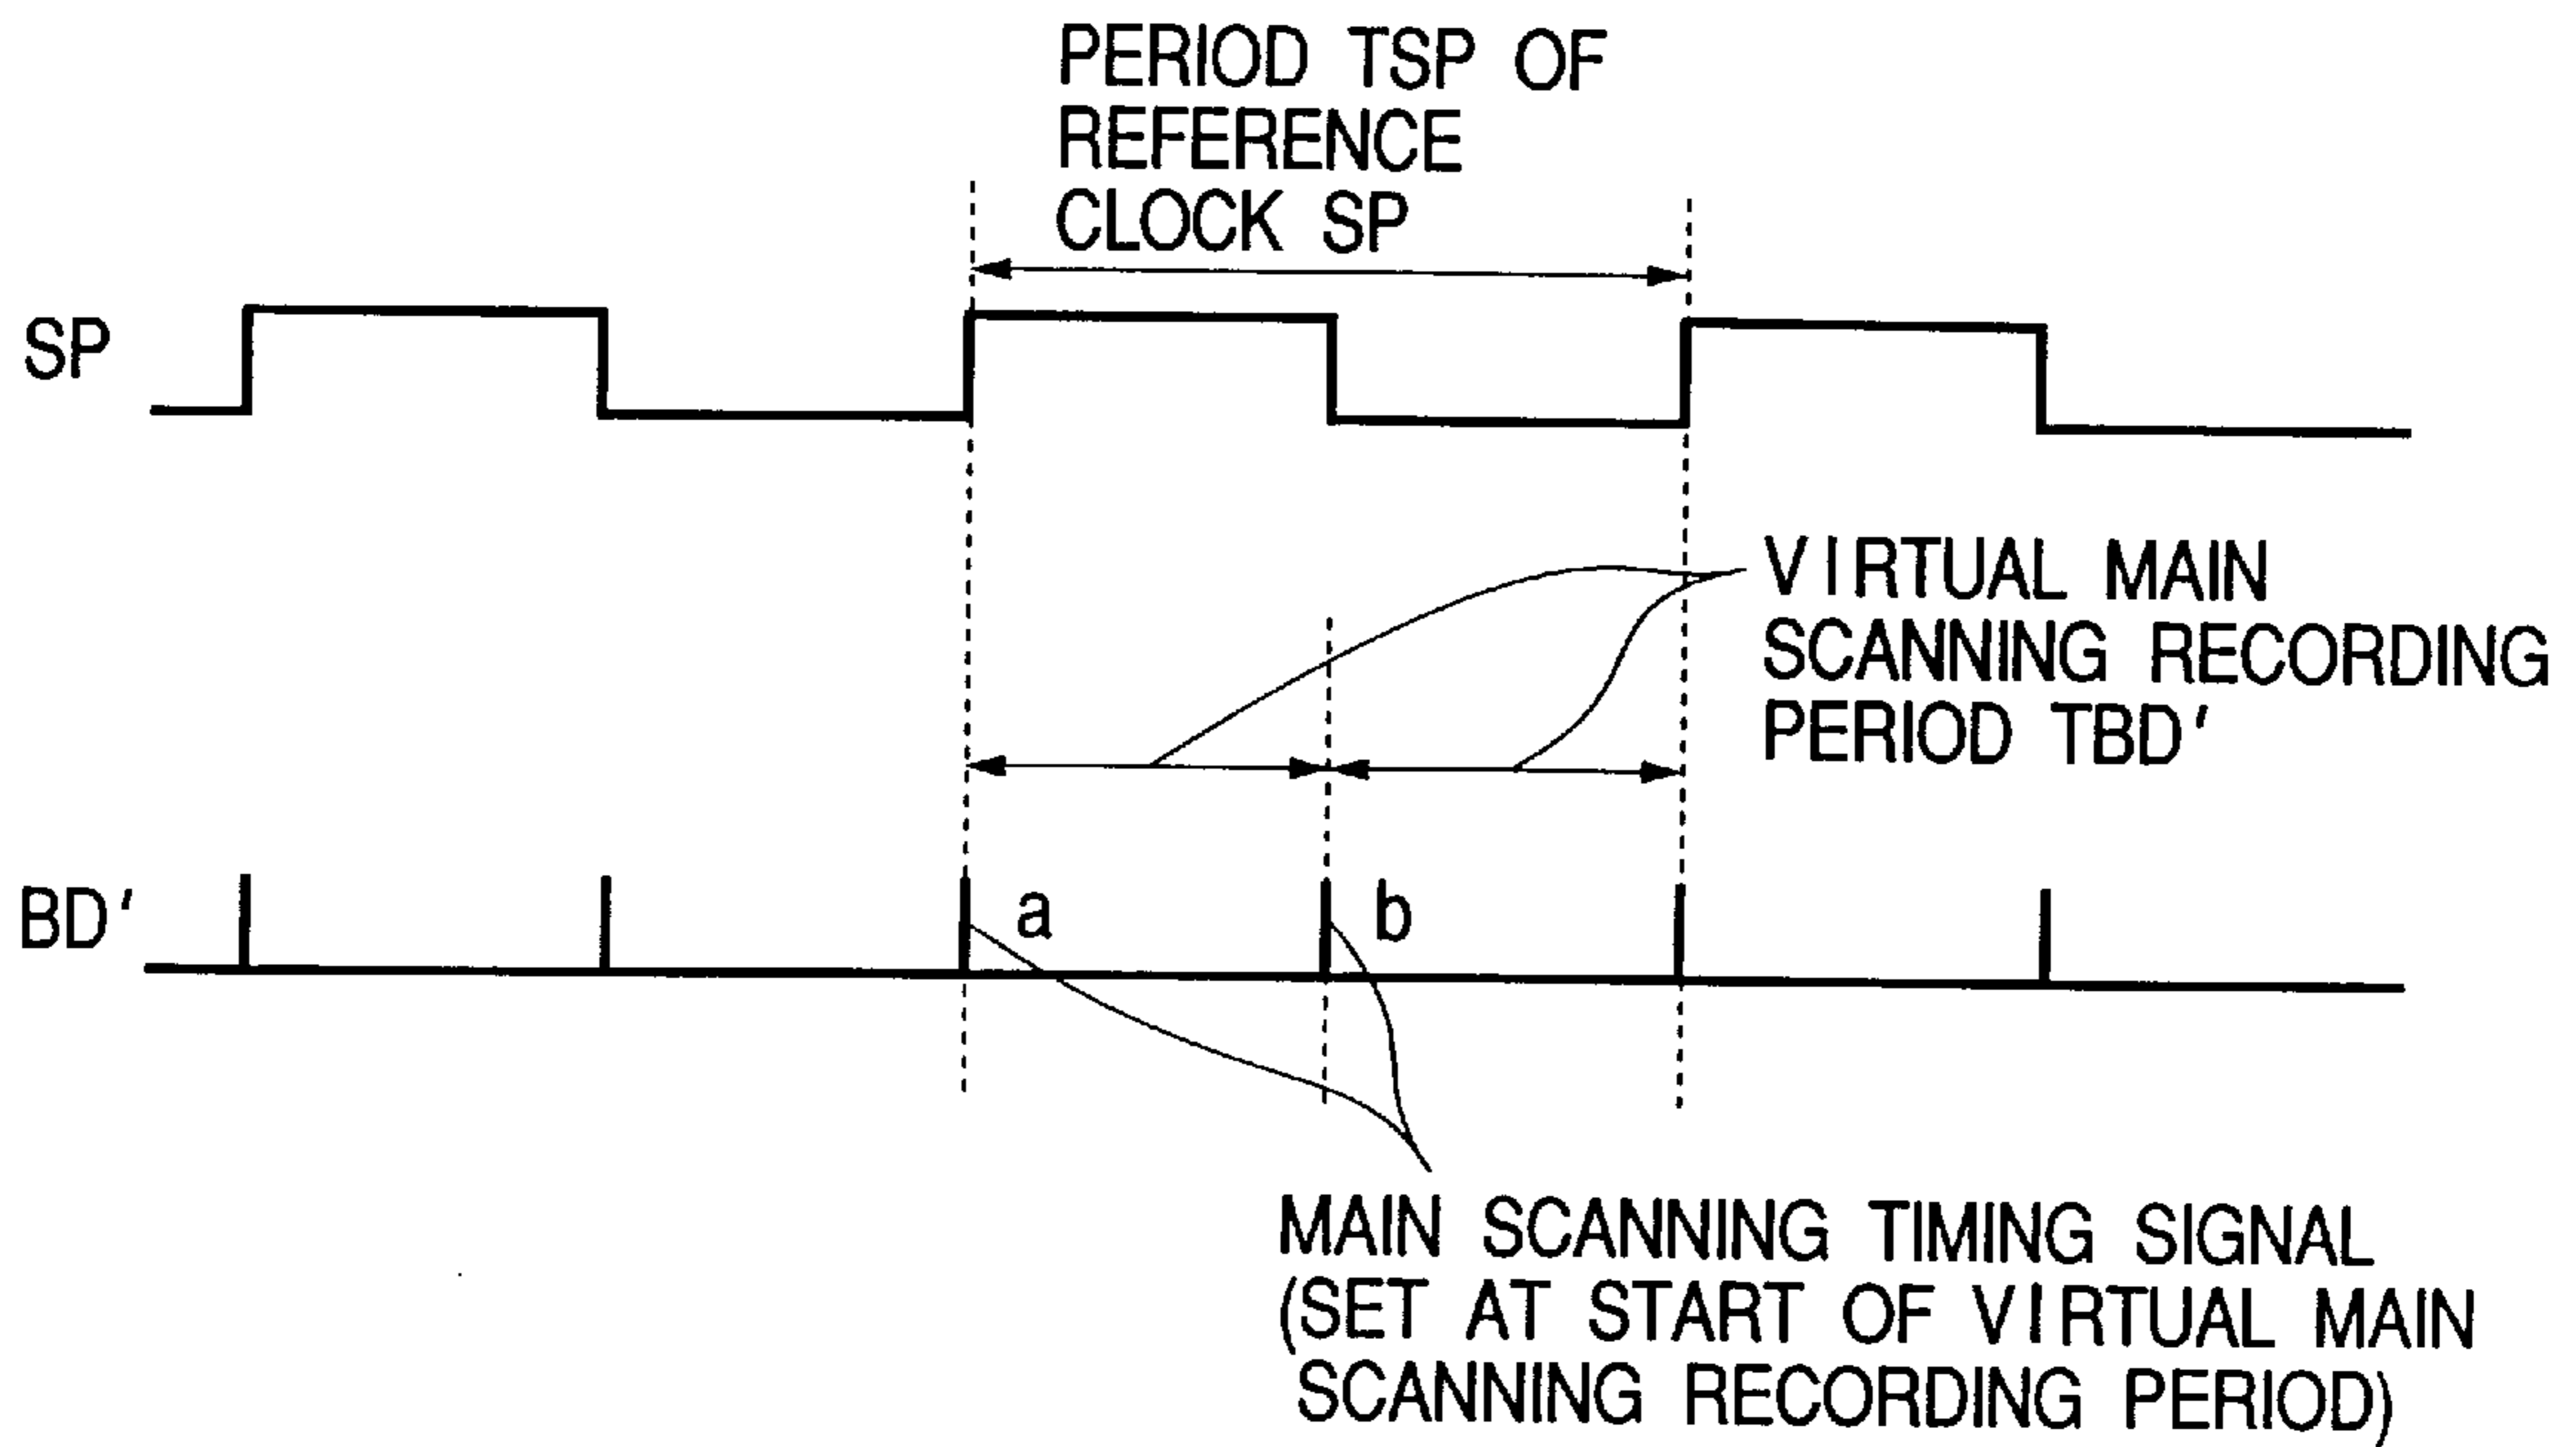 PERIOD TSP OF
REFERENCE
CLOCK SP
SP
VIRTUAL MAIN
SCANNING RECORDING
PERIOD TBD'
BD'
a
b
MAIN SCANNING TIMING SIGNAL
(SET AT START OF VIRTUAL MAIN
SCANNING RECORDING PERIOD)